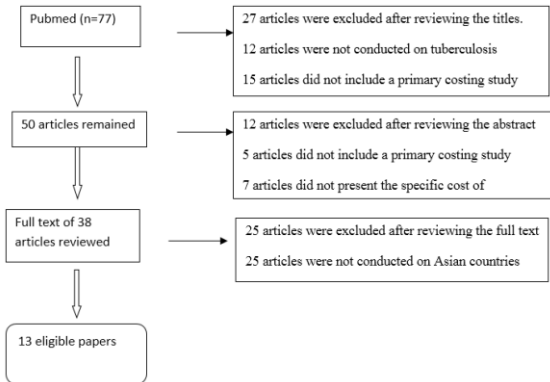 Pubmed (n=77)
27 articles were excluded after reviewing the titles.
12 articles were not conducted on tuberculosis
15 articles did not include a primary costing study
50 articles remained
12 articles were excluded after reviewing the abstract
5 articles did not include a primary costing study
7 articles did not present the specific cost of
Full text of 38
articles reviewed
25 articles were excluded after reviewing the full text
25 articles were not conducted on Asian countries
13 eligible papers